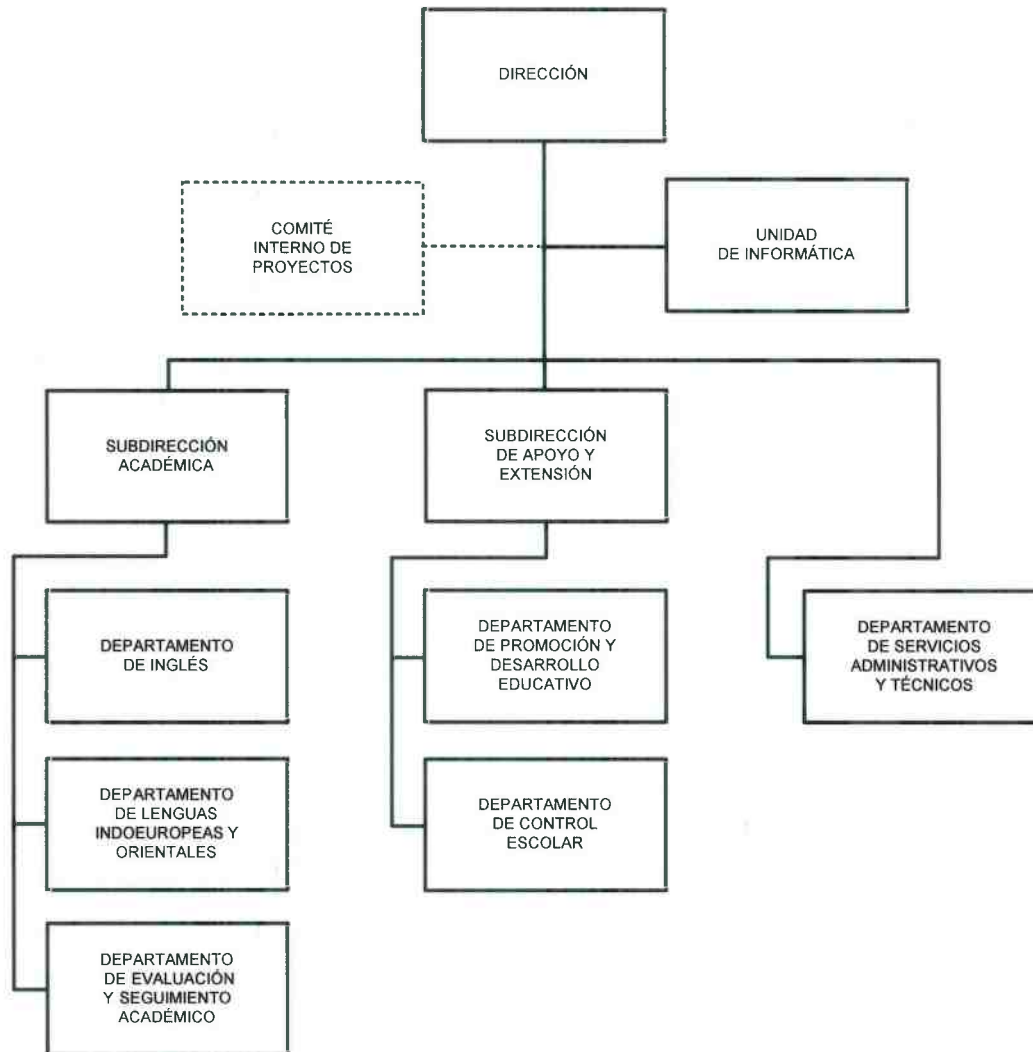 DIRECCIÓN
COMITÉ
INTERNO DE
PROYECTOS
UNIDAD
DE INFORMÁTICA
SUBDIRECCIÓN
ACADÉMICA
SUBDIRECCIÓN
DE APOYO Y
EXTENSIÓN
DEPARTAMENTO
DE INGLÉS
DEPARTAMENTO
DE PROMOCIÓN Y
DESARROLLO
EDUCATIVO
DEPARTAMENTO
DE SERVICIOS
ADMINISTRATIVOS
Y TÉCNICOS
DEPARTAMENTO
DE LENGUAS
INDOEUROPEAS Y
ORIENTALES
DEPARTAMENTO
DE CONTROL
ESCOLAR
DEPARTAMENTO
DE EVALUACIÓN
Y SEGUIMIENTO
ACADÉMICO